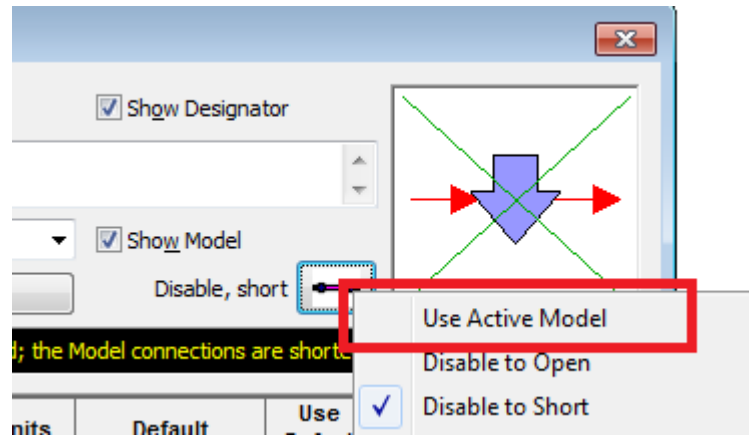 Show Designator
Show Model
Disable, short
Use Active Model
; the Model connections are shorte
Disable to Open
Default
Use
Disable to Short